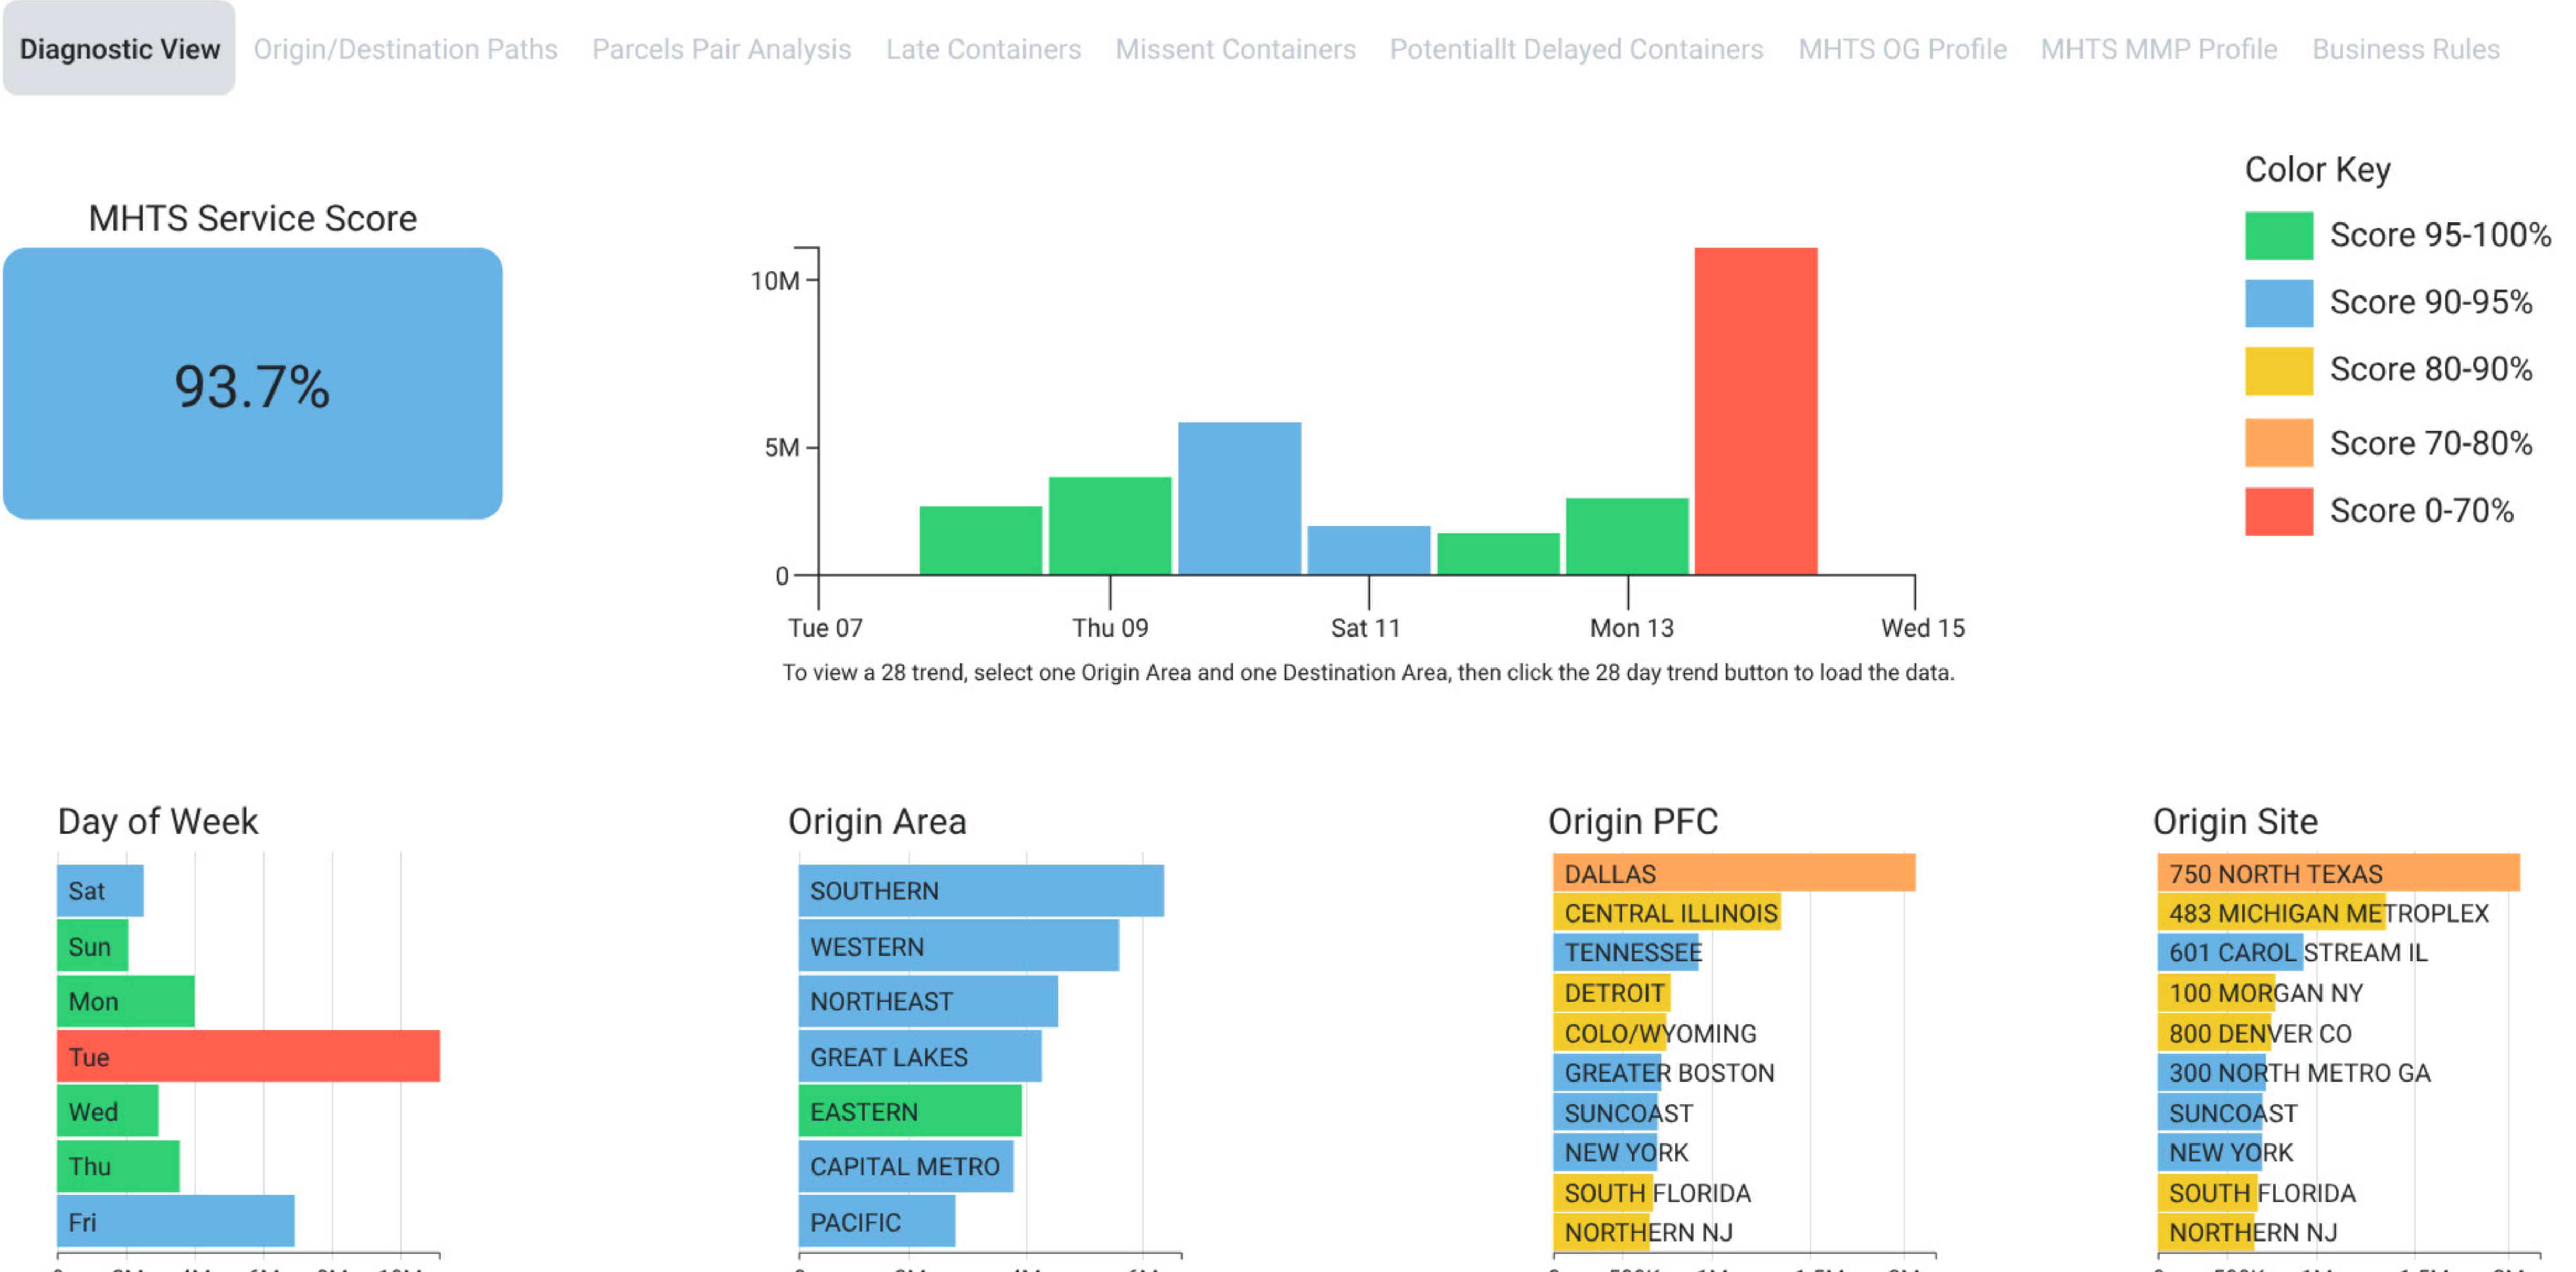 Diagnostic View Origin/Destination Paths Parcels Pair Analysis Late Containers Missent Containers Potentiallt Delayed Containers MHTS OG Profile MHTS MMP Profile Business Rules
MHTS Service Score
93.7%
10M
5M
0
Tue 07 Thu 09 Sat 11 Mon 13 Wed 15
To view a 28 trend, select one Origin Area and one Destination Area, then click the 28 day trend button to load the data.
Color Key
Score 95-100%
Score 90-95%
Score 80-90%
Score 70-80%
Score 0-70%
Day of Week
Sat
Sun
Mon
Tue
Wed
Thu
Fri
Origin Area
SOUTHERN
WESTERN
NORTHEAST
GREAT LAKES
EASTERN
CAPITAL METRO
PACIFIC
Origin PFC
DALLAS
CENTRAL ILLINOIS
TENNESSEE
DETROIT
COLO/WYOMING
GREATER BOSTON
SUNCOAST
NEW YORK
SOUTH FLORIDA
NORTHERN NJ
Origin Site
750 NORTH TEXAS
483 MICHIGAN METROPLEX
601 CAROL STREAM IL
100 MORGAN NY
800 DENVER CO
300 NORTH METRO GA
SUNCOAST
NEW YORK
SOUTH FLORIDA
NORTHERN NJ